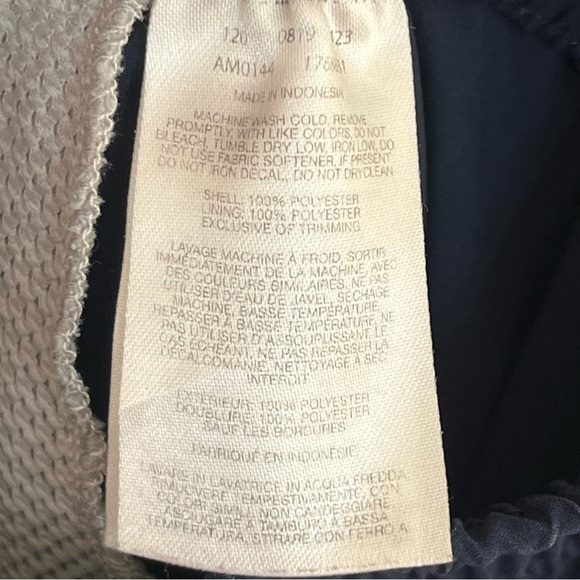 120 0819 123
AM0144
MADE IN INDONESIA
MACHINE WASH COLD, REMOVE
PROMPTLY, WITH LIKE COLORS, DO NOT
BLEACH, TUMBLE DRY LOW, IRON LOW, DO
NOT USE FABRIC SOFTENER, IF PRESENT
DO NOT IRON DECAL, DO NOT DRYCLEAN
SHELL: 100% POLYESTER
LINING: 100% POLYESTER
EXCLUSIVE OF TRIMMING
LAVAGE MACHINE À FROID, SORTIR
IMMÉDIATEMENT DE LA MACHINE, AVEC
DES COULEURS SIMILAIRES, NE PAS
UTILISER D'EAU DE JAVEL, SÉCHAGE
MACHINE, BASSE TEMPÉRATURE,
REPASSER À BASSE TEMPÉRATURE, NE
PAS UTILISER D'ASSOUPLISSANT, LE
CAS ÉCHÉANT, NE PAS REPASSER LA
DÉCALCOMANIE, NETTOYAGE À SEC
INTERDIT
EXTÉRIEUR: 100% POLYESTER
DOUBLURE: 100% POLYESTER
SAUF LES BORDURES
FABRIQUÉ EN INDONÉSIE
LAVARE IN LAVATRICE IN ACQUA FREDDA,
RIMUOVERE TEMPESTIVAMENTE, CON
COLORI SIMILI, NON CANDEGGIARE
ASCIUGARE A TAMBURO A BASSA
TEMPERATURA, STIRARE CON FERRO A